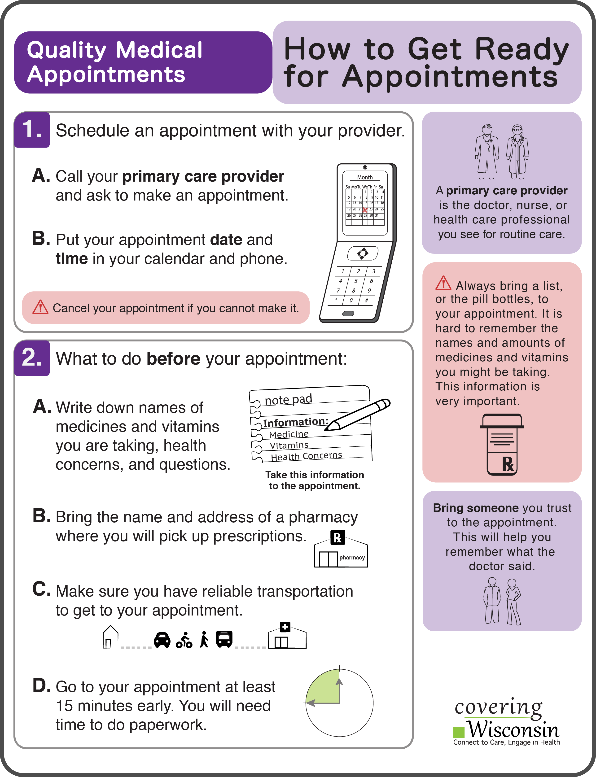 Quality Medical
Appointments
How to Get Ready
for Appointments
1. Schedule an appointment with your provider.
A. Call your primary care provider
and ask to make an appointment.
B. Put your appointment date and
time in your calendar and phone.
Month
⚠ Cancel your appointment if you cannot make it.
A primary care provider
is the doctor, nurse, or
health care professional
you see for routine care.
⚠ Always bring a list,
or the pill bottles, to
your appointment. It is
hard to remember the
names and amounts of
medicines and vitamins
you might be taking.
This information is
very important.
Rx
Bring someone you trust
to the appointment.
This will help you
remember what the
doctor said.
2. What to do before your appointment:
A. Write down names of
medicines and vitamins
you are taking, health
concerns, and questions.
note pad
Information:
Medicine
Vitamins
Health Concerns
Take this information
to the appointment.
B. Bring the name and address of a pharmacy
where you will pick up prescriptions.
Rx
pharmacy
C. Make sure you have reliable transportation
to get to your appointment.
D. Go to your appointment at least
15 minutes early. You will need
time to do paperwork.
covering
Wisconsin
Connect to Care, Engage in Health